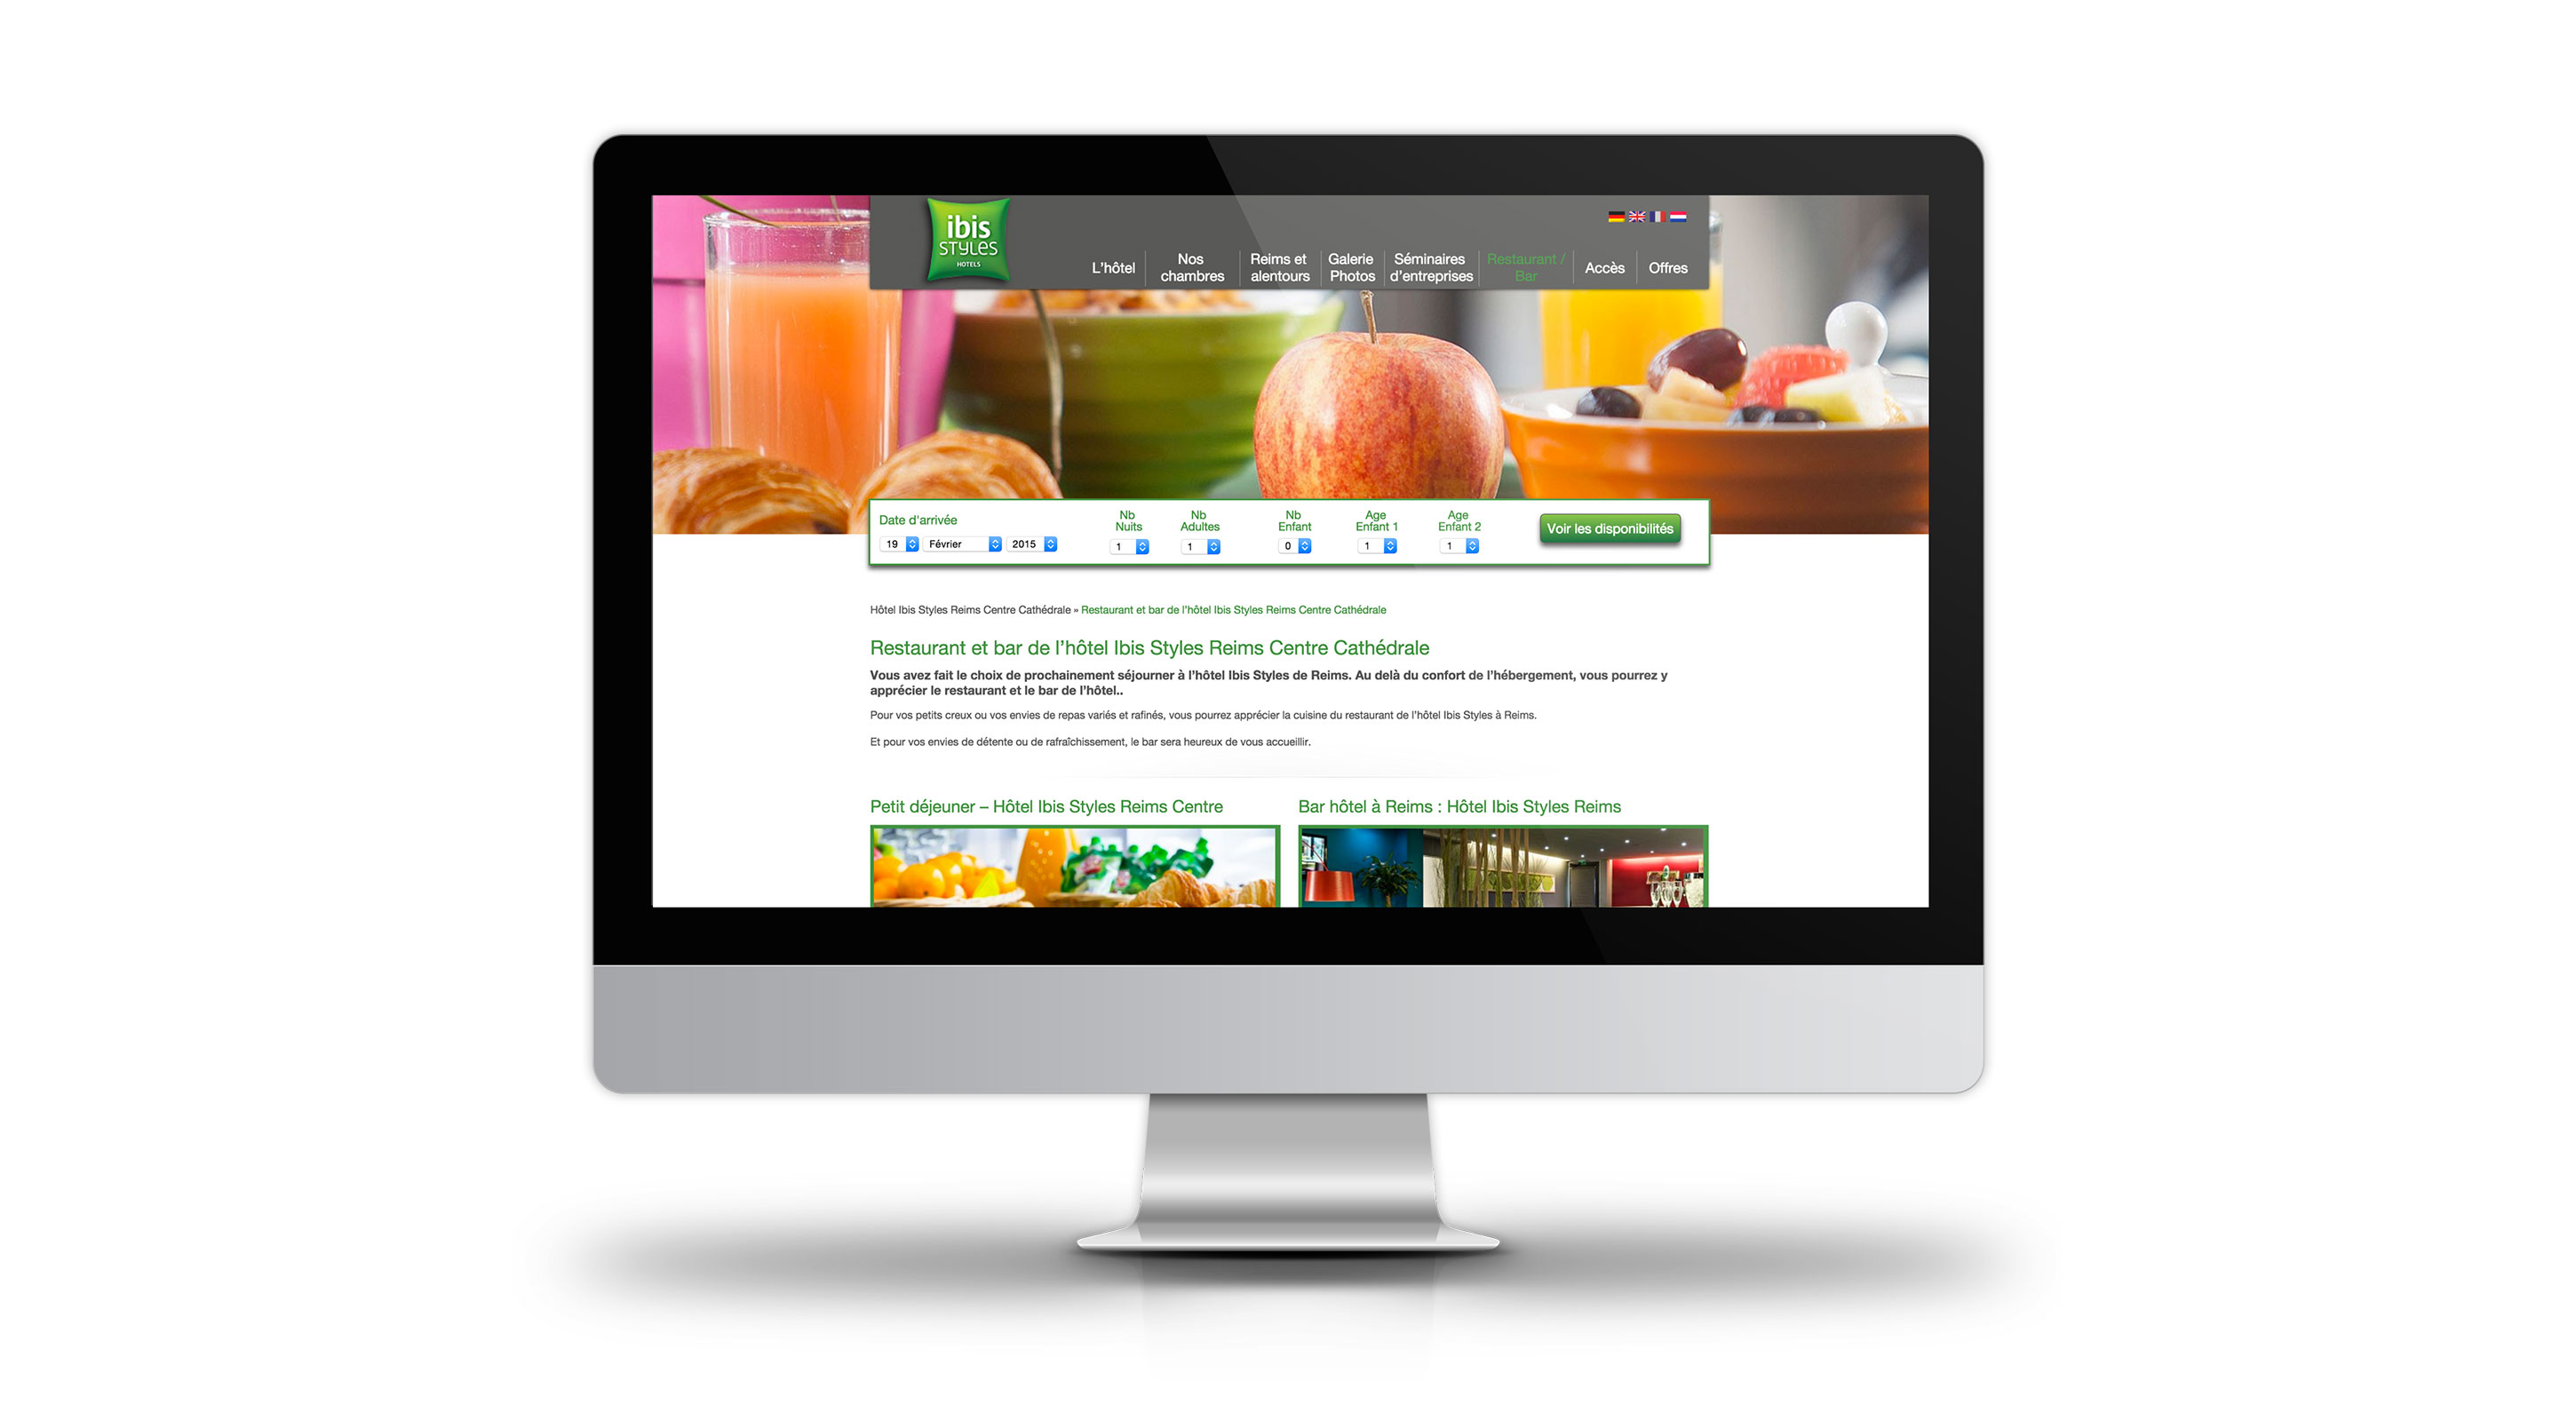 ibis
STYLES
HOTELS
L'hôtel
Nos
chambres
Reims et
alentours
Galerie
Photos
Séminaires
d'entreprises
Restaurant /
Bar
Accès
Offres
Date d'arrivée
19 Février 2015
Nb
Nuits
1
Nb
Adultes
1
Nb
Enfant
0
Age
Enfant 1
1
Age
Enfant 2
1
Voir les disponibilités
Hôtel Ibis Styles Reims Centre Cathédrale » Restaurant et bar de l'hôtel Ibis Styles Reims Centre Cathédrale
Restaurant et bar de l'hôtel Ibis Styles Reims Centre Cathédrale
Vous avez fait le choix de prochainement séjourner à l'hôtel Ibis Styles de Reims. Au delà du confort de l'hébergement, vous pourrez y
apprécier le restaurant et le bar de l'hôtel..
Pour vos petits creux ou vos envies de repas variés et rafinés, vous pourrez apprécier la cuisine du restaurant de l'hôtel Ibis Styles à Reims.
Et pour vos envies de détente ou de rafraîchissement, le bar sera heureux de vous accueillir.
Petit déjeuner – Hôtel Ibis Styles Reims Centre
Bar hôtel à Reims : Hôtel Ibis Styles Reims